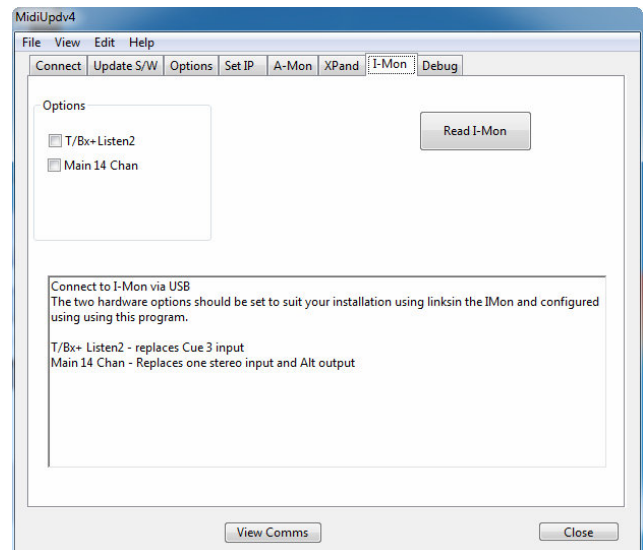 MidiUpdv4
File View Edit Help
Connect Update S/W Options Set IP A-Mon XPand I-Mon Debug
Options
T/Bx+Listen2
Main 14 Chan
Read I-Mon
Connect to I-Mon via USB
The two hardware options should be set to suit your installation using linksin the IMon and configured
using using this program.
T/Bx+ Listen2 - replaces Cue 3 input
Main 14 Chan - Replaces one stereo input and Alt output
View Comms
Close